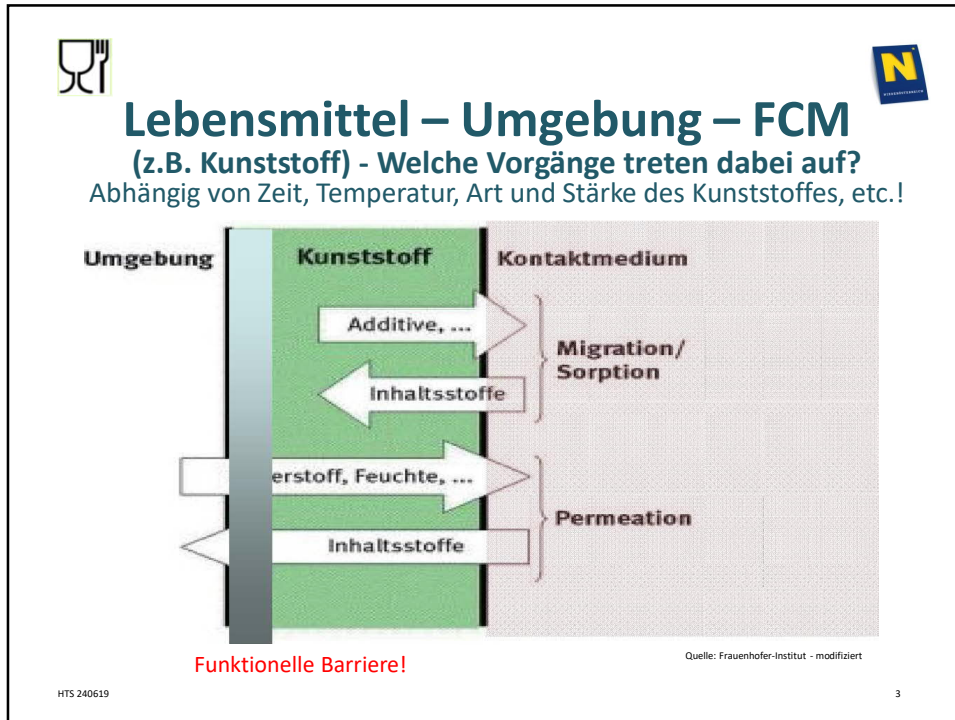 N
NIEDERÖSTERREICH
Lebensmittel – Umgebung – FCM
(z.B. Kunststoff) - Welche Vorgänge treten dabei auf?
Abhängig von Zeit, Temperatur, Art und Stärke des Kunststoffes, etc.!
Umgebung
Kunststoff
Kontaktmedium
Additive, ...
Migration/
Sorption
Inhaltsstoffe
erstoff, Feuchte, ...
Permeation
Inhaltsstoffe
Funktionelle Barriere!
Quelle: Frauenhofer-Institut - modifiziert
HTS 240619
3